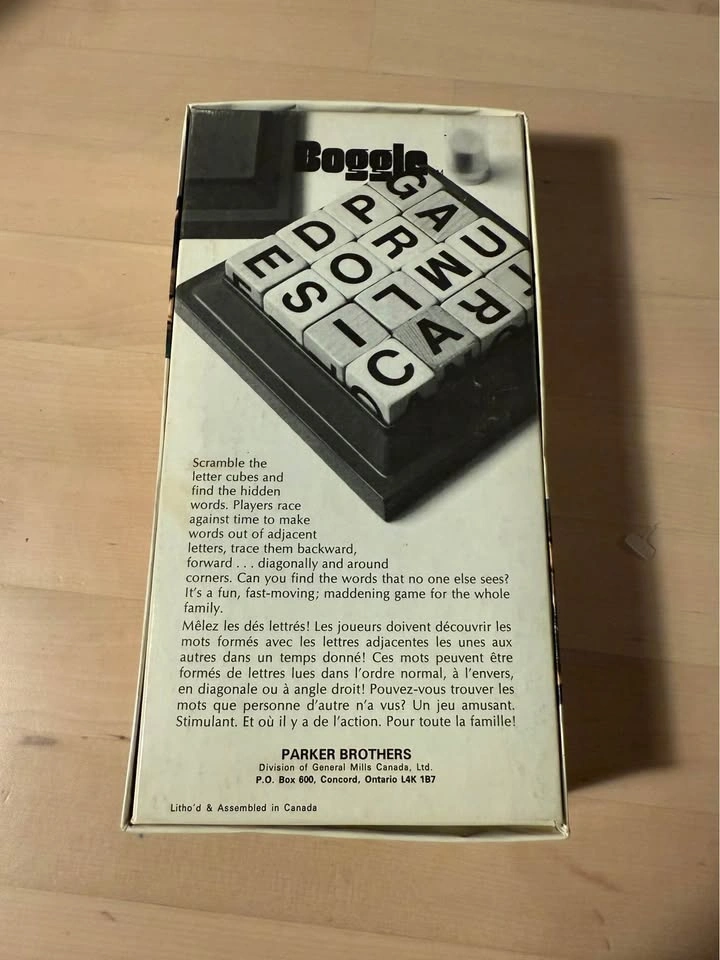 Boggle™
G
P A U
D R M I
E O L R
S I A
C
Scramble the
letter cubes and
find the hidden
words. Players race
against time to make
words out of adjacent
letters, trace them backward,
forward . . . diagonally and around
corners. Can you find the words that no one else sees?
It's a fun, fast-moving; maddening game for the whole
family.
Mêlez les dés lettrés! Les joueurs doivent découvrir les
mots formés avec les lettres adjacentes les unes aux
autres dans un temps donné! Ces mots peuvent être
formés de lettres lues dans l'ordre normal, à l'envers,
en diagonale ou à angle droit! Pouvez-vous trouver les
mots que personne d'autre n'a vus? Un jeu amusant.
Stimulant. Et où il y a de l'action. Pour toute la famille!
PARKER BROTHERS
Division of General Mills Canada, Ltd.
P.O. Box 600, Concord, Ontario L4K 1B7
Litho'd & Assembled in Canada